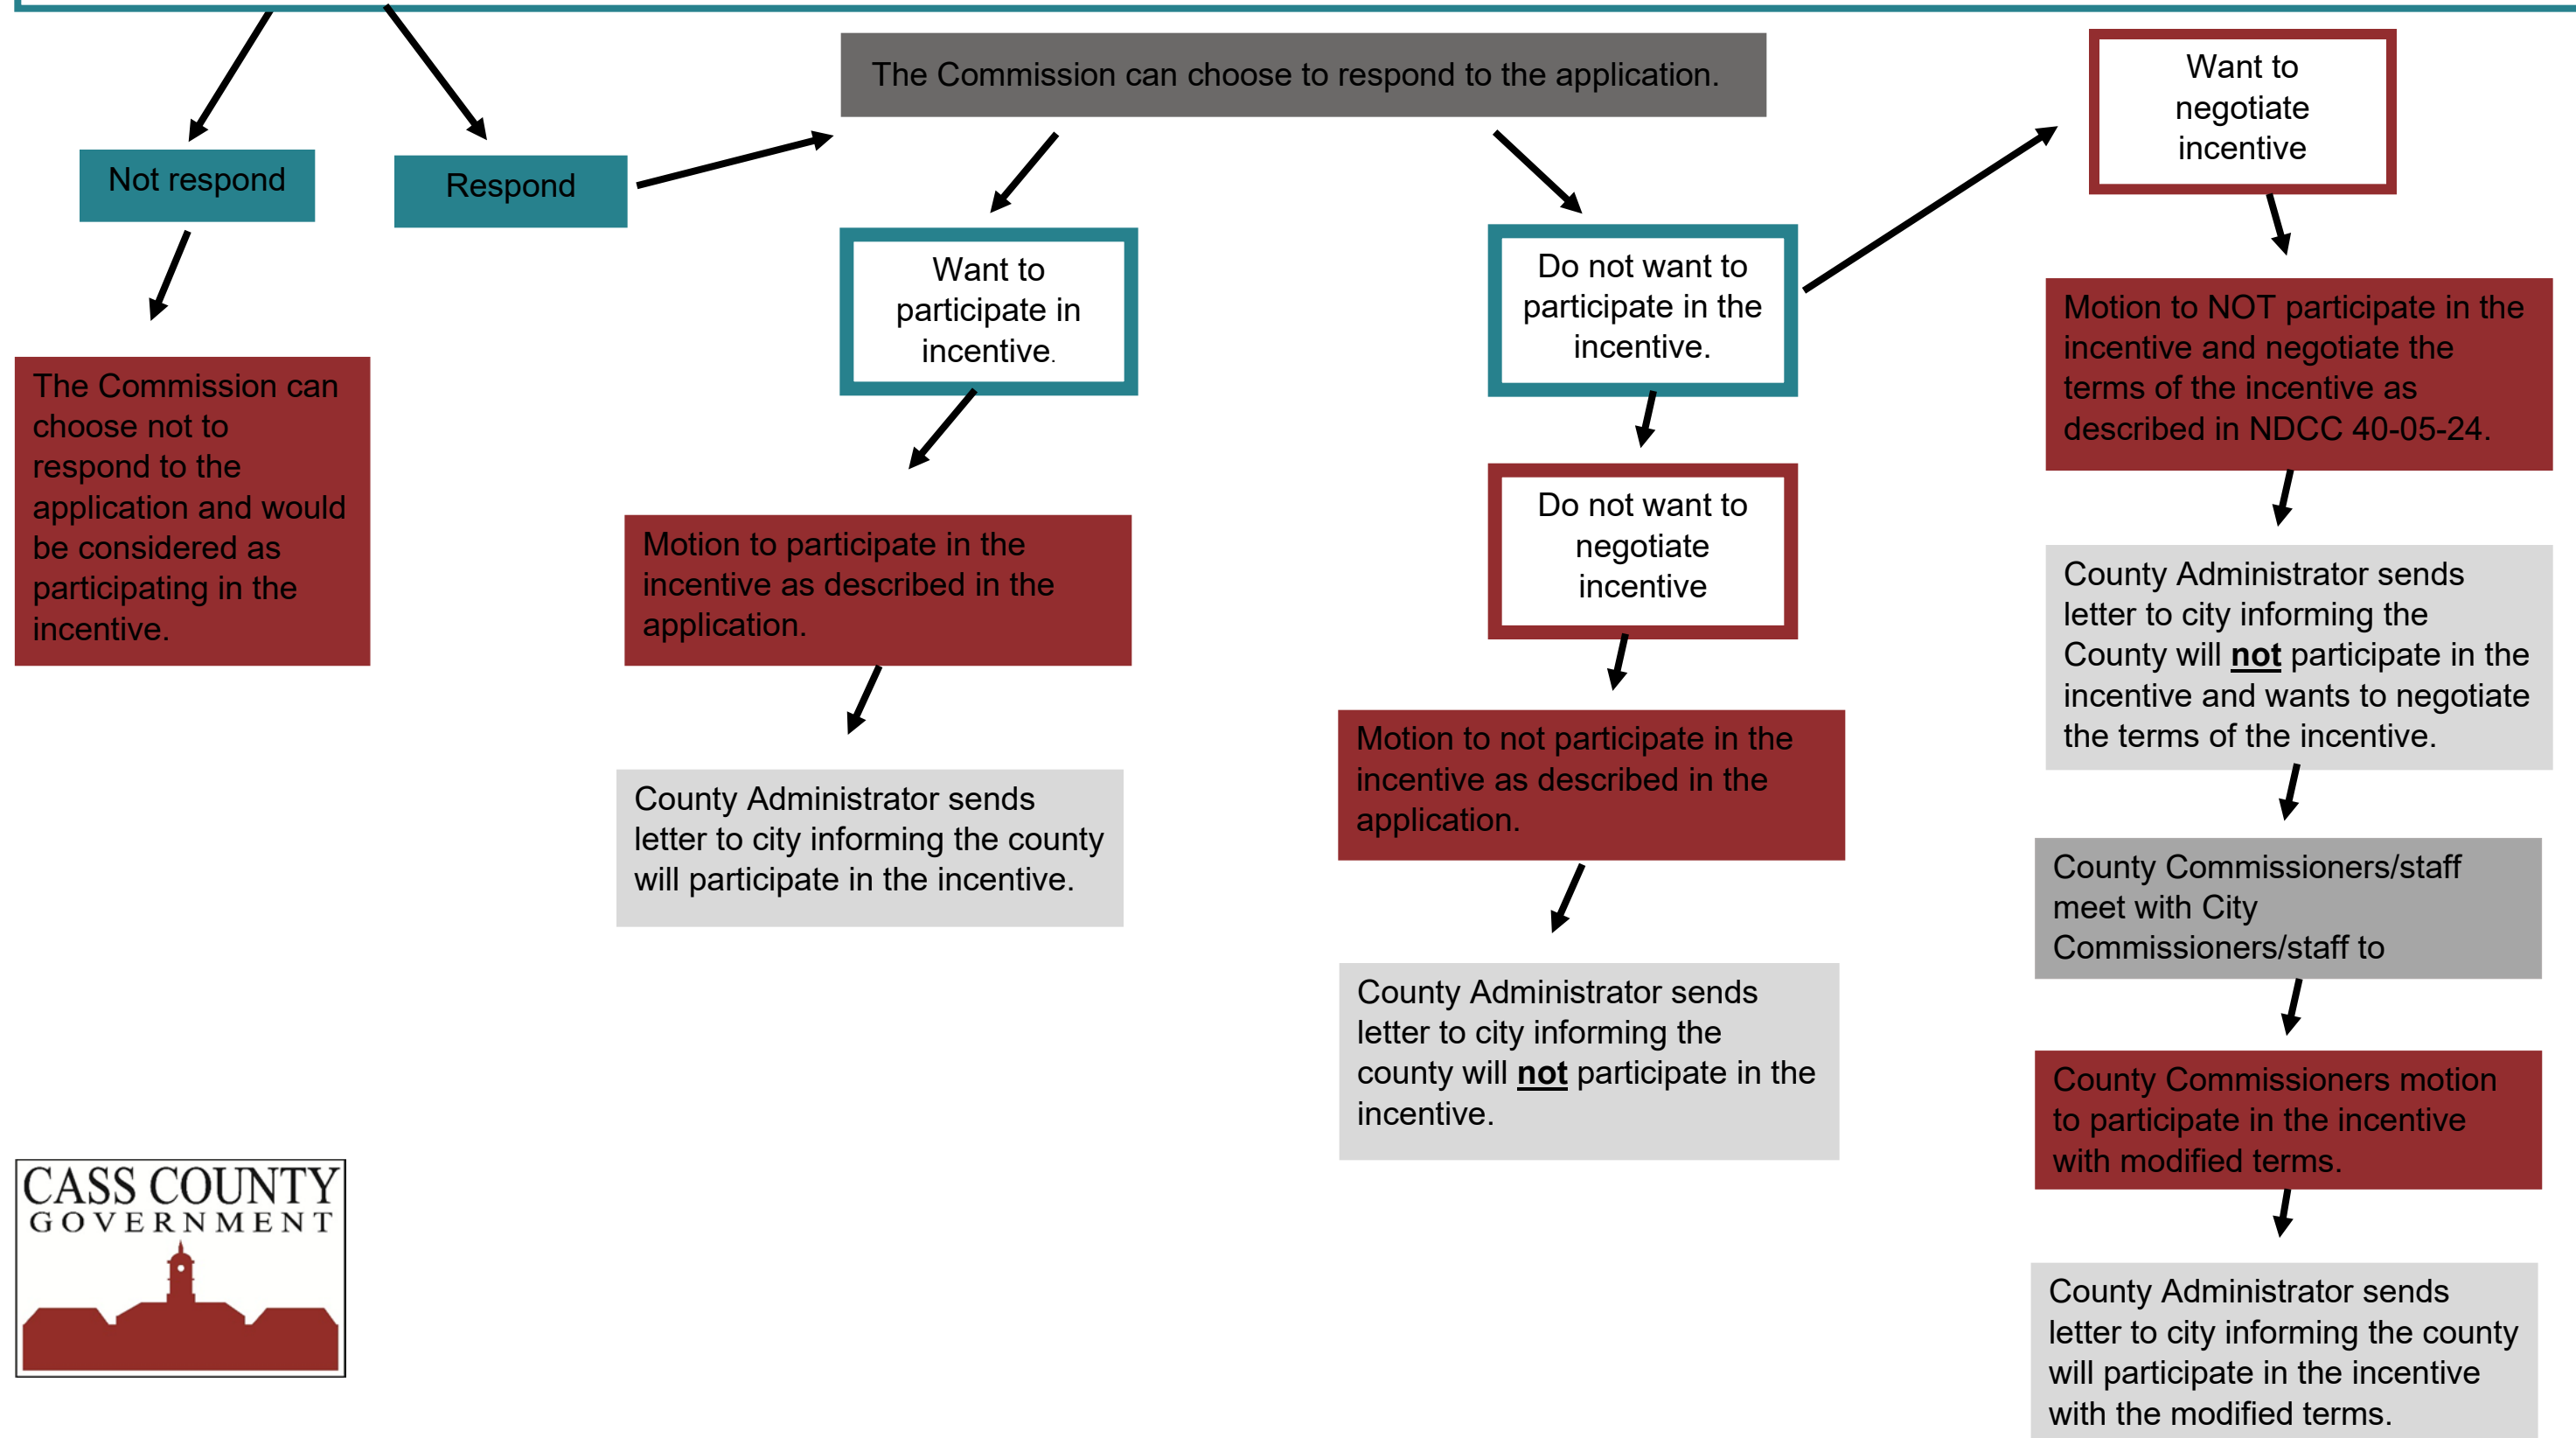 The Commission can choose to respond to the application.
Want to
negotiate
incentive
Not respond
Respond
Want to
participate in
incentive.
Do not want to
participate in the
incentive.
Motion to NOT participate in the
incentive and negotiate the
terms of the incentive as
described in NDCC 40-05-24.
The Commission can
choose not to
respond to the
application and would
be considered as
participating in the
incentive.
Motion to participate in the
incentive as described in the
application.
Do not want to
negotiate
incentive
County Administrator sends
letter to city informing the
County will not participate in the
incentive and wants to negotiate
the terms of the incentive.
County Administrator sends
letter to city informing the county
will participate in the incentive.
Motion to not participate in the
incentive as described in the
application.
County Commissioners/staff
meet with City
Commissioners/staff to
County Administrator sends
letter to city informing the
county will not participate in the
incentive.
County Commissioners motion
to participate in the incentive
with modified terms.
CASS COUNTY
GOVERNMENT
County Administrator sends
letter to city informing the county
will participate in the incentive
with the modified terms.